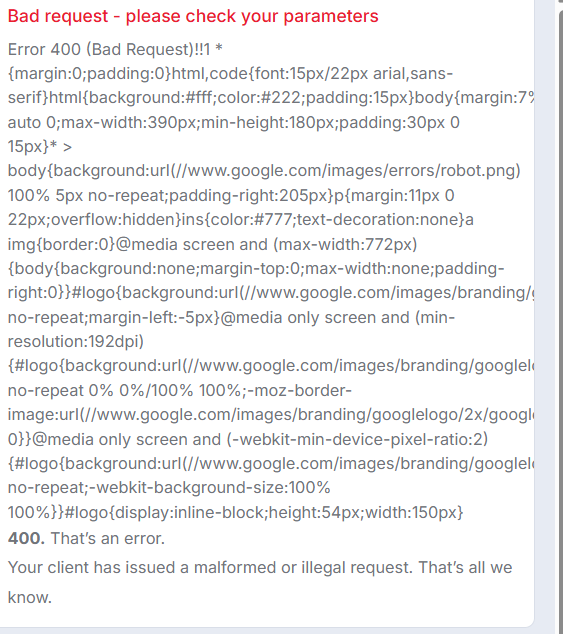 Bad request - please check your parameters
Error 400 (Bad Request)!!1 *
{margin:0;padding:0}html,code{font:15px/22px arial,sans-
serif}html{background:#fff;color:#222;padding:15px}body{margin:7%
auto 0;max-width:390px;min-height:180px;padding:30px 0
15px}* >
body{background:url(//www.google.com/images/errors/robot.png)
100% 5px no-repeat;padding-right:205px}p{margin:11px 0
22px;overflow:hidden}ins{color:#777;text-decoration:none}a
img{border:0}@media screen and (max-width:772px)
{body{background:none;margin-top:0;max-width:none;padding-
right:0}}#logo{background:url(//www.google.com/images/branding/
no-repeat;margin-left:-5px}@media only screen and (min-
resolution:192dpi)
{#logo{background:url(//www.google.com/images/branding/googlel
no-repeat 0% 0%/100% 100%;-moz-border-
image:url(//www.google.com/images/branding/googlelogo/2x/googl
0}}@media only screen and (-webkit-min-device-pixel-ratio:2)
{#logo{background:url(//www.google.com/images/branding/googlel
no-repeat;-webkit-background-size:100%
100%}}#logo{display:inline-block;height:54px;width:150px}
400. That’s an error.
Your client has issued a malformed or illegal request. That’s all we
know.